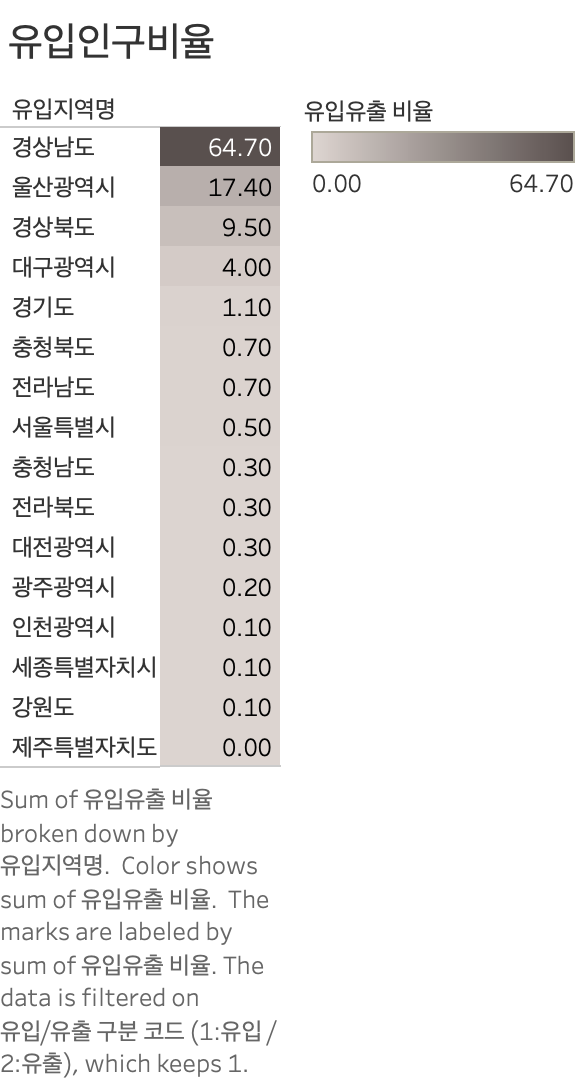 유입인구비율
유입지역명
유입유출 비율
0.00 64.70
경상남도 64.70
울산광역시 17.40
경상북도 9.50
대구광역시 4.00
경기도 1.10
충청북도 0.70
전라남도 0.70
서울특별시 0.50
충청남도 0.30
전라북도 0.30
대전광역시 0.30
광주광역시 0.20
인천광역시 0.10
세종특별자치시 0.10
강원도 0.10
제주특별자치도 0.00
Sum of 유입유출 비율
broken down by
유입지역명.  Color shows
sum of 유입유출 비율.  The
marks are labeled by
sum of 유입유출 비율. The
data is filtered on
유입/유출 구분 코드 (1:유입 /
2:유출), which keeps 1.